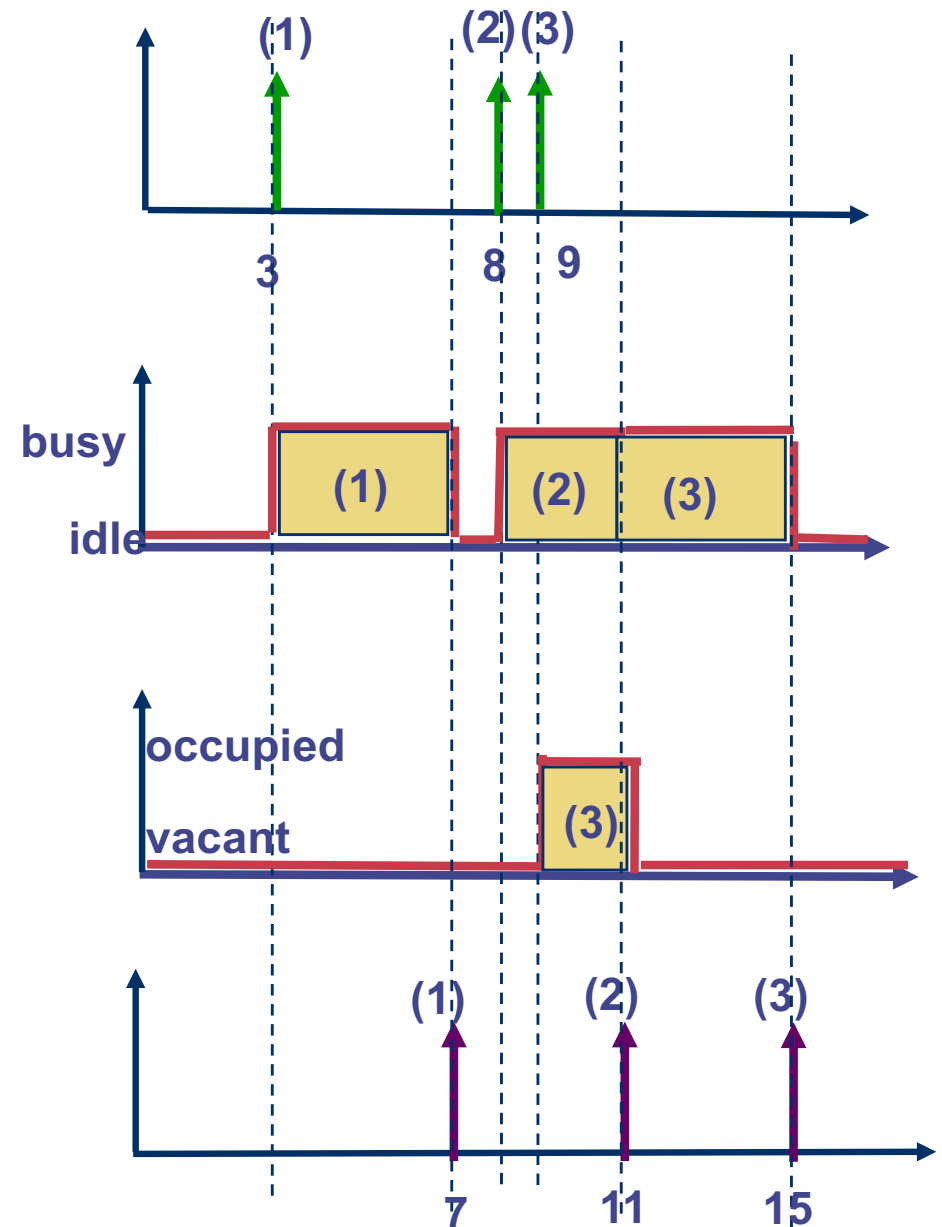 (1) (2) (3)
3 8 9
busy
(1) (2) (3)
idle
occupied
(3)
vacant
(1) (2) (3)
7 11 15